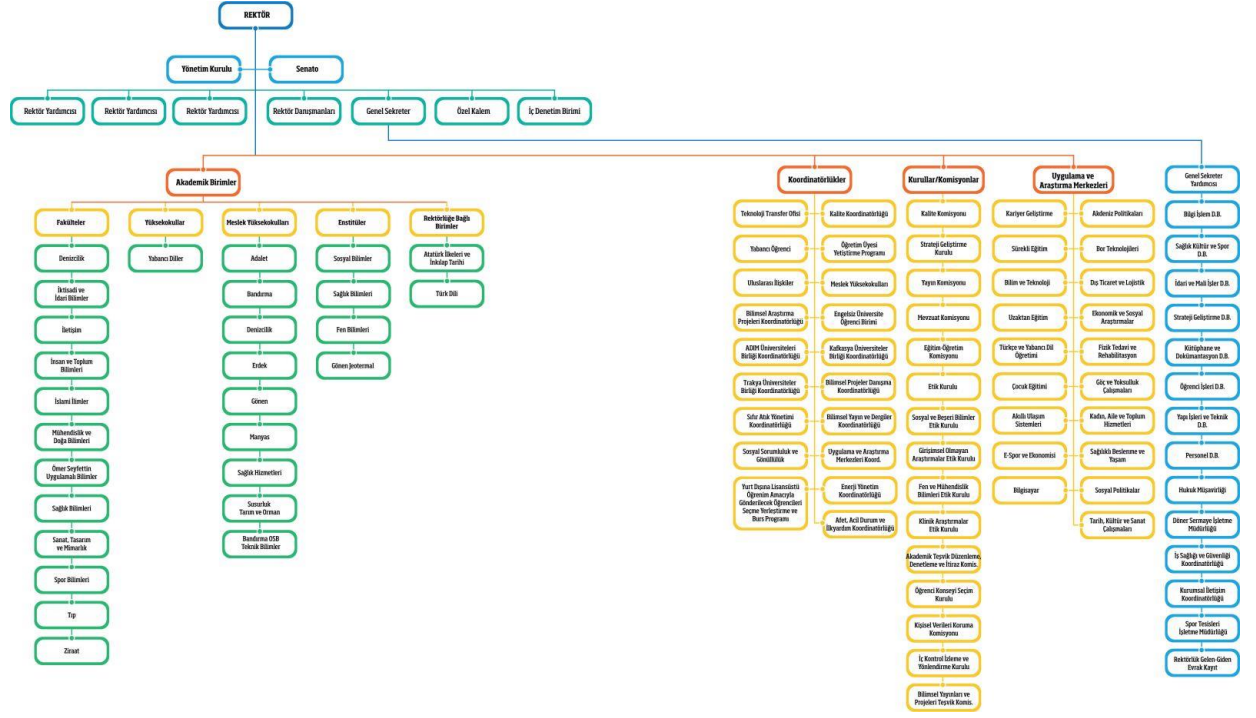 REKTÖR
Yönetim Kurulu
Senato
Rektör Yardımcısı
Rektör Yardımcısı
Rektör Yardımcısı
Rektör Danışmanları
Genel Sekreter
Özel Kalem
İç Denetim Birimi
Akademik Birimler
Fakülteler
Denizcilik
İktisadi ve
İdari Bilimler
İletişim
İnsan ve Toplum
Bilimleri
İslami İlimler
Mühendislik ve
Doğa Bilimleri
Ömer Seyfettin
Uygulamalı Bilimler
Sağlık Bilimleri
Sanat, Tasarım
ve Mimarlık
Spor Bilimleri
Tıp
Ziraat
Yüksekokullar
Yabancı Diller
Meslek Yüksekokulları
Adalet
Bandırma
Denizcilik
Erdek
Gönen
Manyas
Sağlık Hizmetleri
Susurluk
Tarım ve Orman
Bandırma OSB
Teknik Bilimler
Enstitüler
Sosyal Bilimler
Sağlık Bilimleri
Fen Bilimleri
Gönen Jeotermal
Rektörlüğe Bağlı
Birimler
Atatürk İlkeleri ve
İnkılap Tarihi
Türk Dili
Koordinatörlükler
Teknoloji Transfer Ofisi
Kalite Koordinatörlüğü
Yabancı Öğrenci
Öğretim Üyesi
Yetiştirme Programı
Uluslarası İlişkiler
Meslek Yüksekokulları
Bilimsel Araştırma
Projeleri Koordinatörlüğü
Engelsiz Üniversite
Öğrenci Birimi
ADIM Üniversiteleri
Birliği Koordinatörlüğü
Kafkasya Üniversiteler
Birliği Koordinatörlüğü
Trakya Üniversiteler
Birliği Koordinatörlüğü
Bilimsel Projeler Danışma
Koordinatörlüğü
Sıfır Atık Yönetimi
Koordinatörlüğü
Bilimsel Yayın ve Dergiler
Koordinatörlüğü
Sosyal Sorumluluk ve
Gönüllülük
Uygulama ve Araştırma
Merkezleri Koord.
Yurt Dışına Lisansüstü
Öğrenim Amacıyla
Gönderilecek Öğrencileri
Seçme Yerleştirme ve
Burs Programı
Enerji Yönetim
Koordinatörlüğü
Afet, Acil Durum ve
İlkyardım Koordinatörlüğü
Kurullar/Komisyonlar
Kalite Komisyonu
Strateji Geliştirme
Kurulu
Yayın Komisyonu
Mevzuat Komisyonu
Eğitim-Öğretim
Komisyonu
Etik Kurulu
Sosyal ve Beşeri Bilimler
Etik Kurulu
Girişimsel Olmayan
Araştırmalar Etik Kurulu
Fen ve Mühendislik
Bilimleri Etik Kurulu
Klinik Araştırmalar
Etik Kurulu
Akademik Teşvik Düzenleme,
Denetleme ve İtiraz Komis.
Öğrenci Konseyi Seçim
Kurulu
Kişisel Verileri Koruma
Komisyonu
İç Kontrol İzleme ve
Yönlendirme Kurulu
Bilimsel Yayınları ve
Projeleri Teşvik Komis.
Uygulama ve
Araştırma Merkezleri
Kariyer Geliştirme
Akdeniz Politikaları
Sürekli Eğitim
Bor Teknolojileri
Bilim ve Teknoloji
Dış Ticaret ve Lojistik
Uzaktan Eğitim
Ekonomik ve Sosyal
Araştırmalar
Türkçe ve Yabancı Dil
Öğretimi
Fizik Tedavi ve
Rehabilitasyon
Çocuk Eğitimi
Göç ve Yoksulluk
Çalışmaları
Akıllı Ulaşım
Sistemleri
Kadın, Aile ve Toplum
Hizmetleri
E-Spor ve Ekonomisi
Sağlıklı Beslenme ve
Yaşam
Bilgisayar
Sosyal Politikalar
Tarih, Kültür ve Sanat
Çalışmaları
Genel Sekreter
Yardımcısı
Bilgi İşlem D.B.
Sağlık Kültür ve Spor
D.B.
İdari ve Mali İşler D.B.
Strateji Geliştirme D.B.
Kütüphane ve
Dokümantasyon D.B.
Öğrenci İşleri D.B.
Yapı İşleri ve Teknik
D.B.
Personel D.B.
Hukuk Müşavirliği
Döner Sermaye İşletme
Müdürlüğü
İş Sağlığı ve Güvenliği
Koordinatörlüğü
Kurumsal İletişim
Koordinatörlüğü
Spor Tesisleri
İşletme Müdürlüğü
Rektörlük Gelen-Giden
Evrak Kayıt